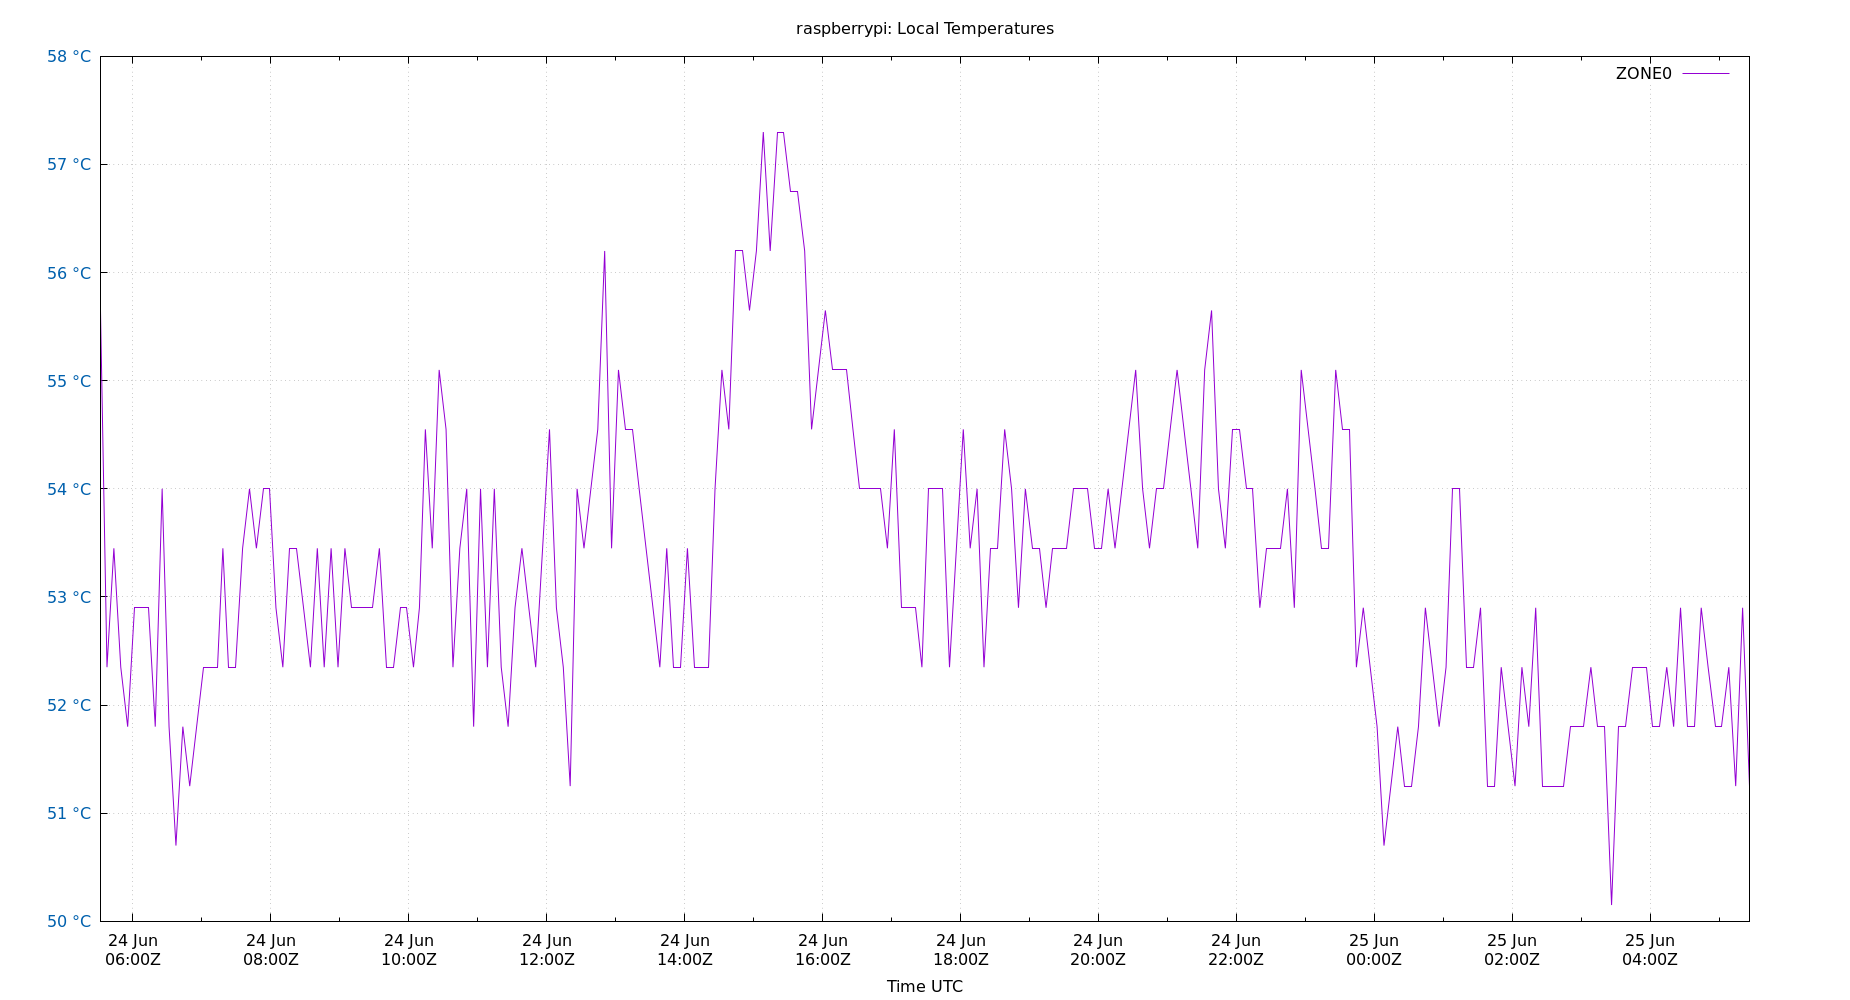 raspberrypi: Local Temperatures
ZONE0
58 °C
57 °C
56 °C
55 °C
54 °C
53 °C
52 °C
51 °C
50 °C
24 Jun 24 Jun 24 Jun 24 Jun 24 Jun 24 Jun 24 Jun 24 Jun 24 Jun 25 Jun 25 Jun 25 Jun
06:00Z 08:00Z 10:00Z 12:00Z 14:00Z 16:00Z 18:00Z 20:00Z 22:00Z 00:00Z 02:00Z 04:00Z
Time UTC